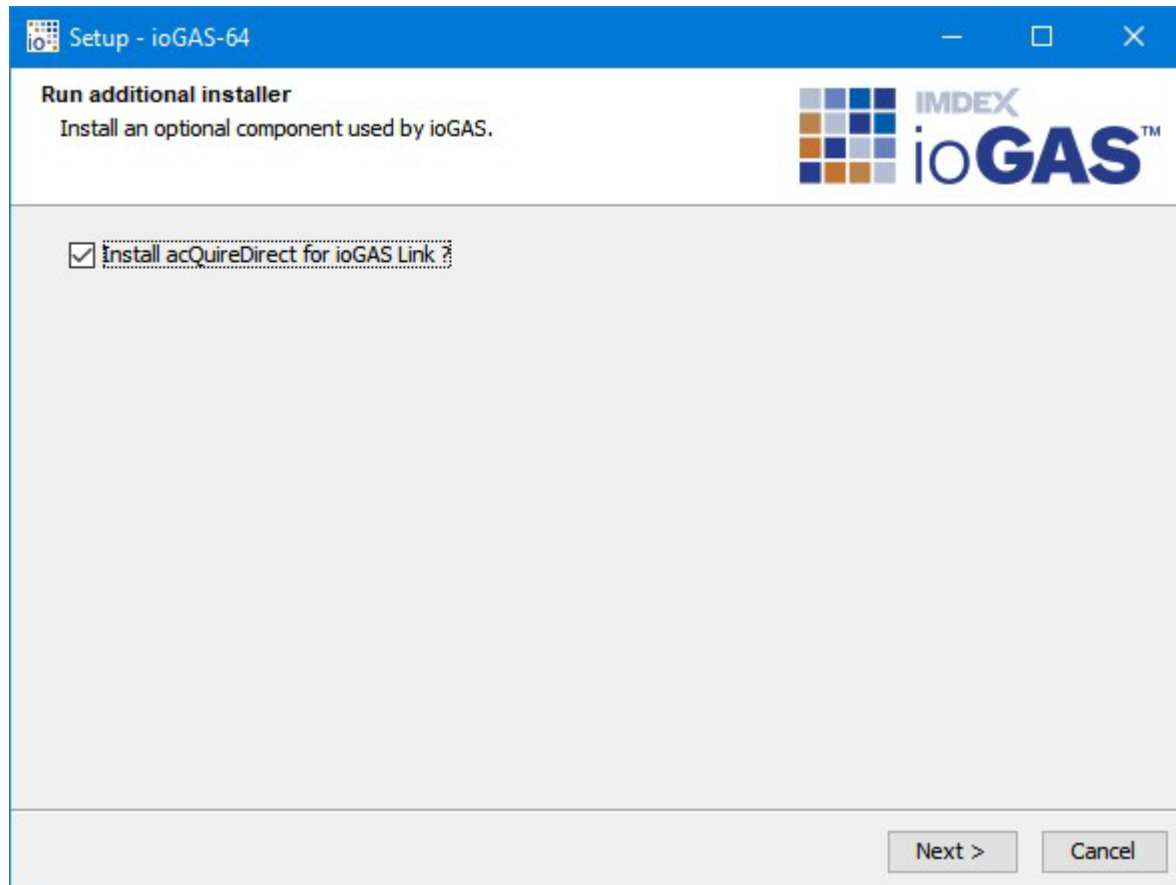 io Setup - ioGAS-64
Run additional installer
Install an optional component used by ioGAS.
IMDEX
ioGAS™
Install acQuireDirect for ioGAS Link ?
Next >
Cancel